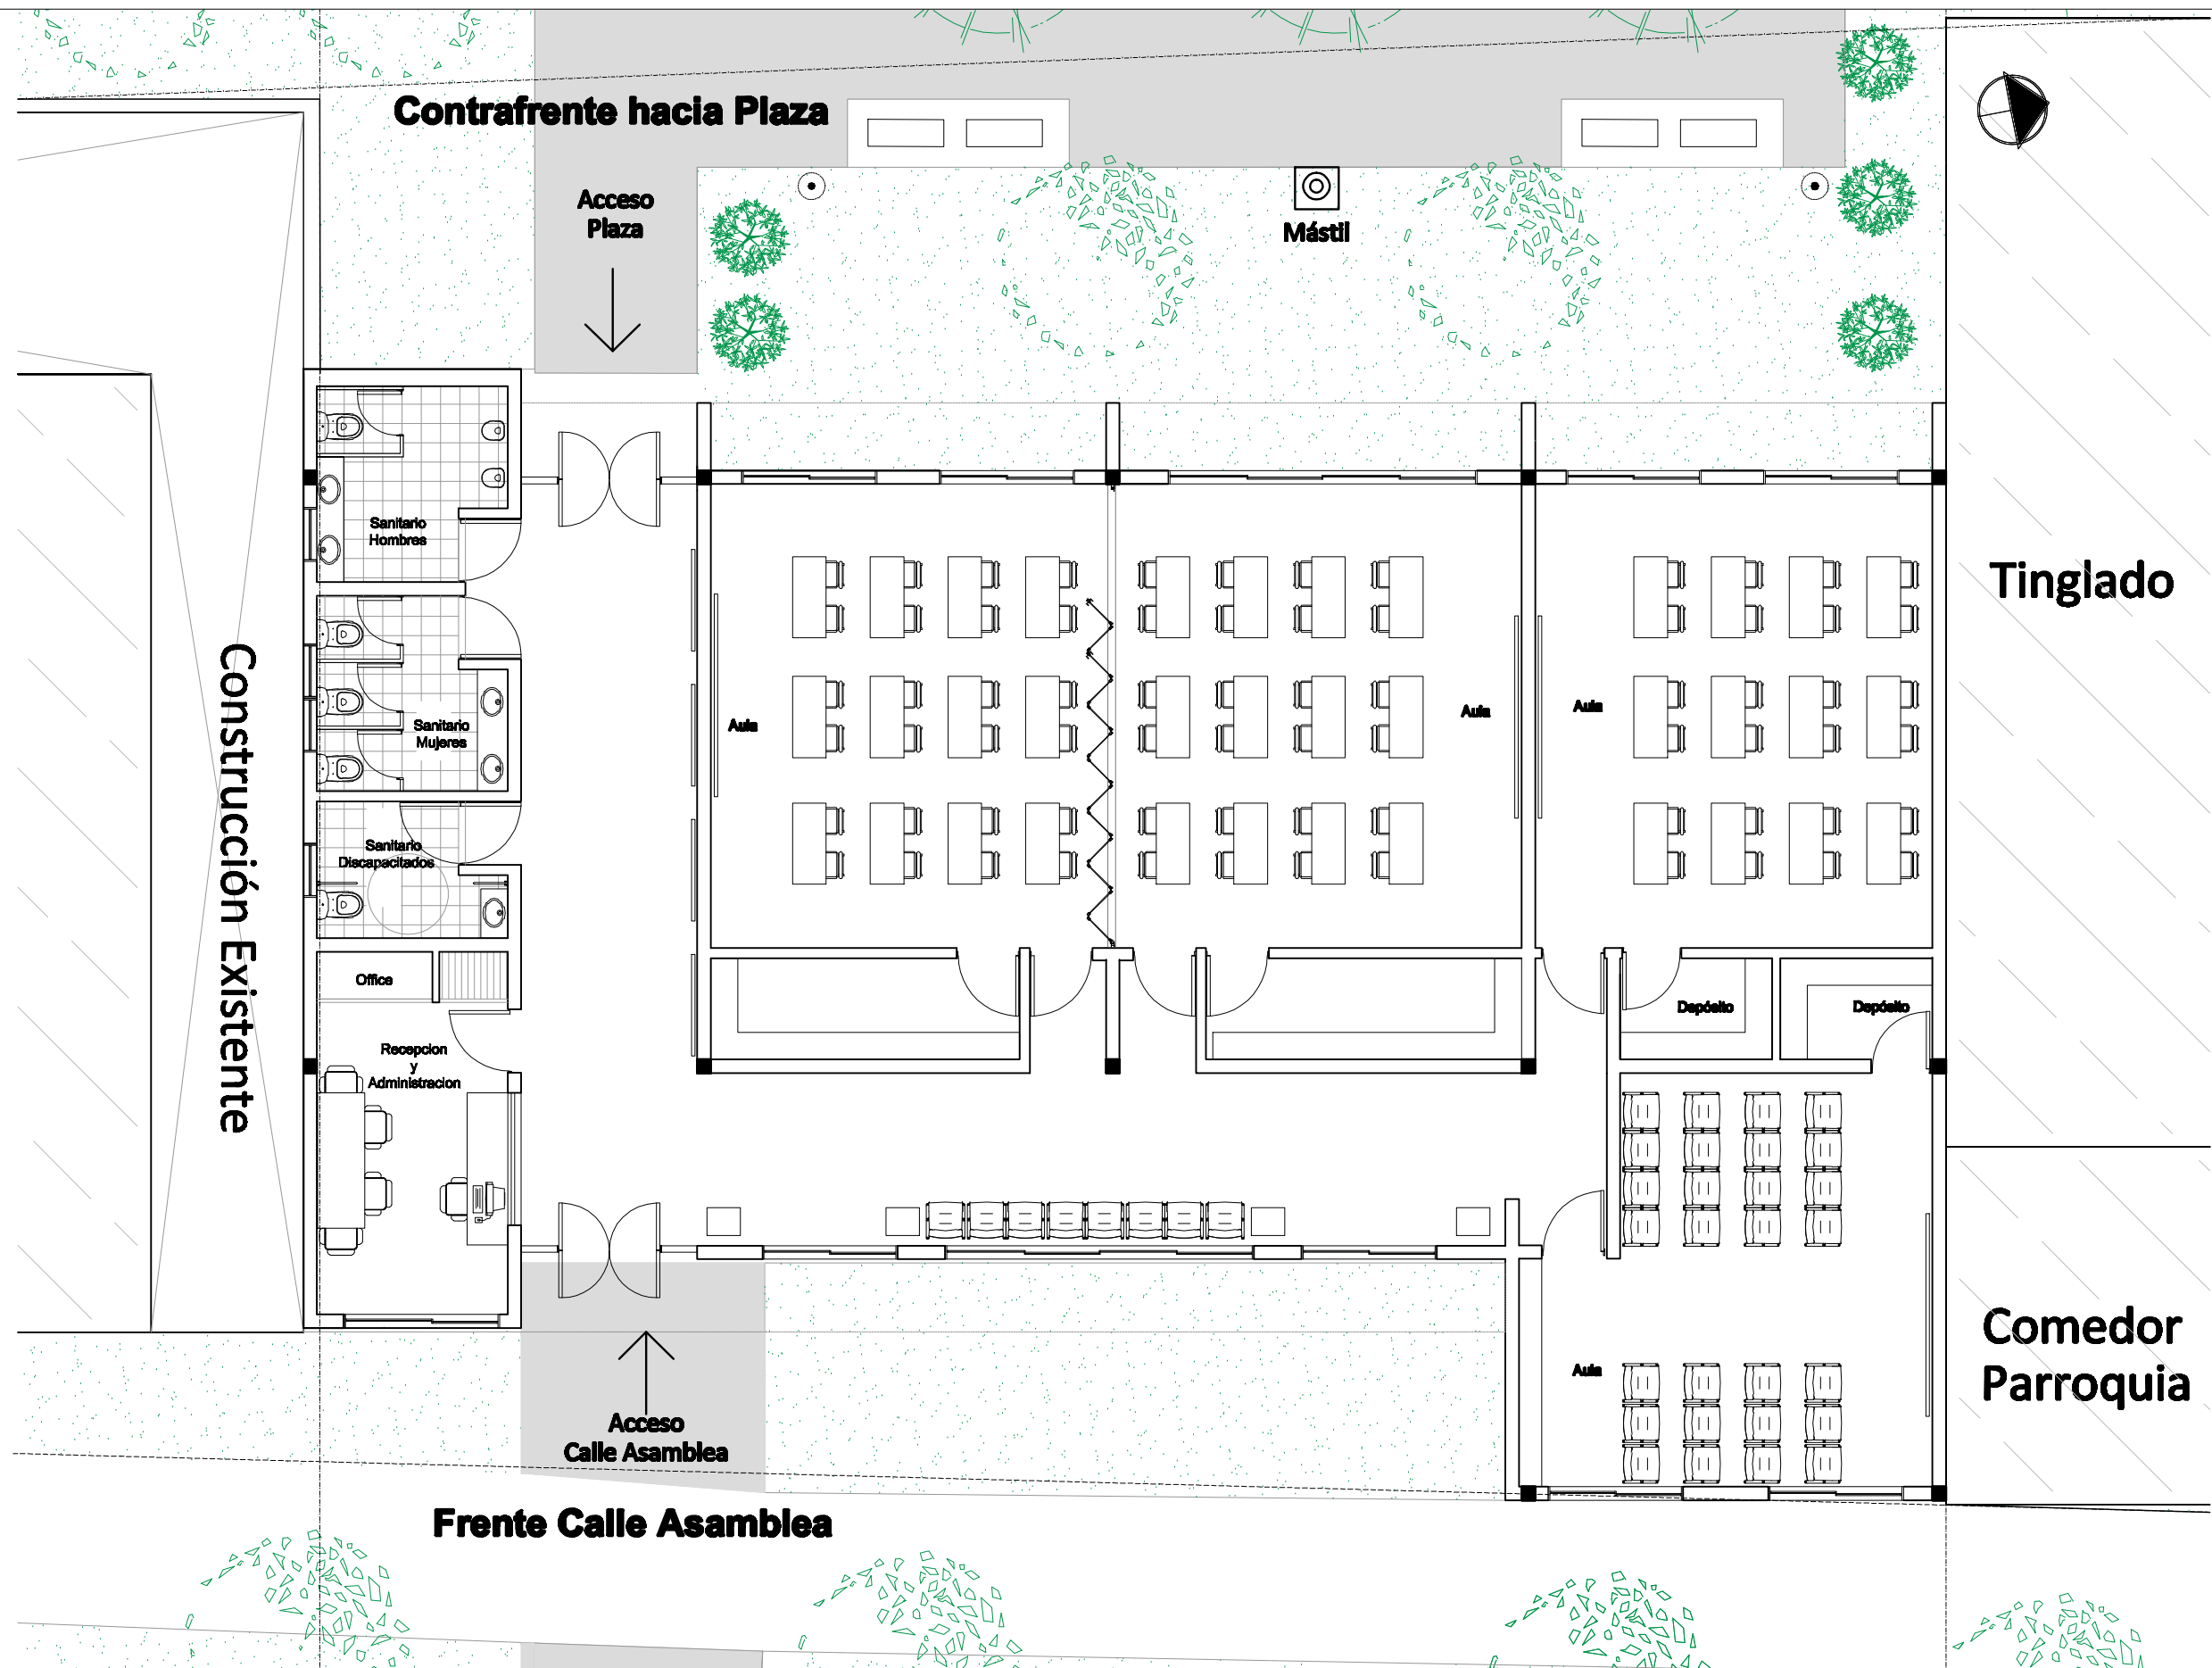 Contrafrente hacia Plaza
Acceso
Plaza
Mástil
Sanitario
Hombres
Tinglado
Construcción Existente
Sanitario
Mujeres
Aula
Aula
Aula
Sanitario
Discapacitados
Office
Depósito
Depósito
Recepcion
y
Administracion
Comedor
Parroquia
Aula
Acceso
Calle Asamblea
Frente Calle Asamblea